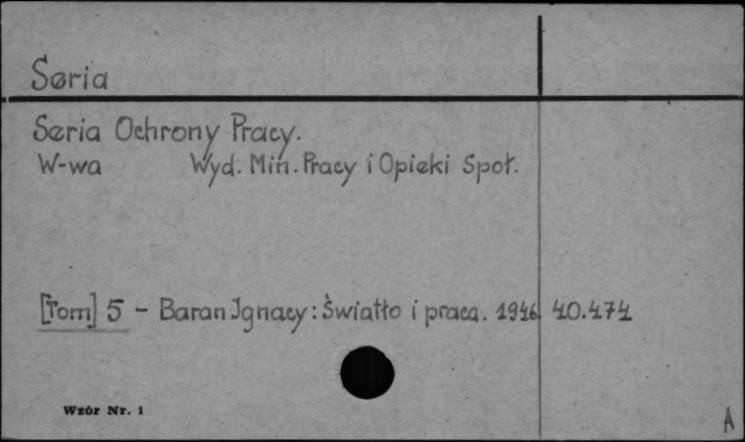 Seria
Seria Ochrony Pracy.
W-wa Wyd. Min. Pracy i Opieki Społ.
[Tom] 5 - Baran Ignacy: Światło i praca. 1946. 40.474
Wzór Nr. 1
A